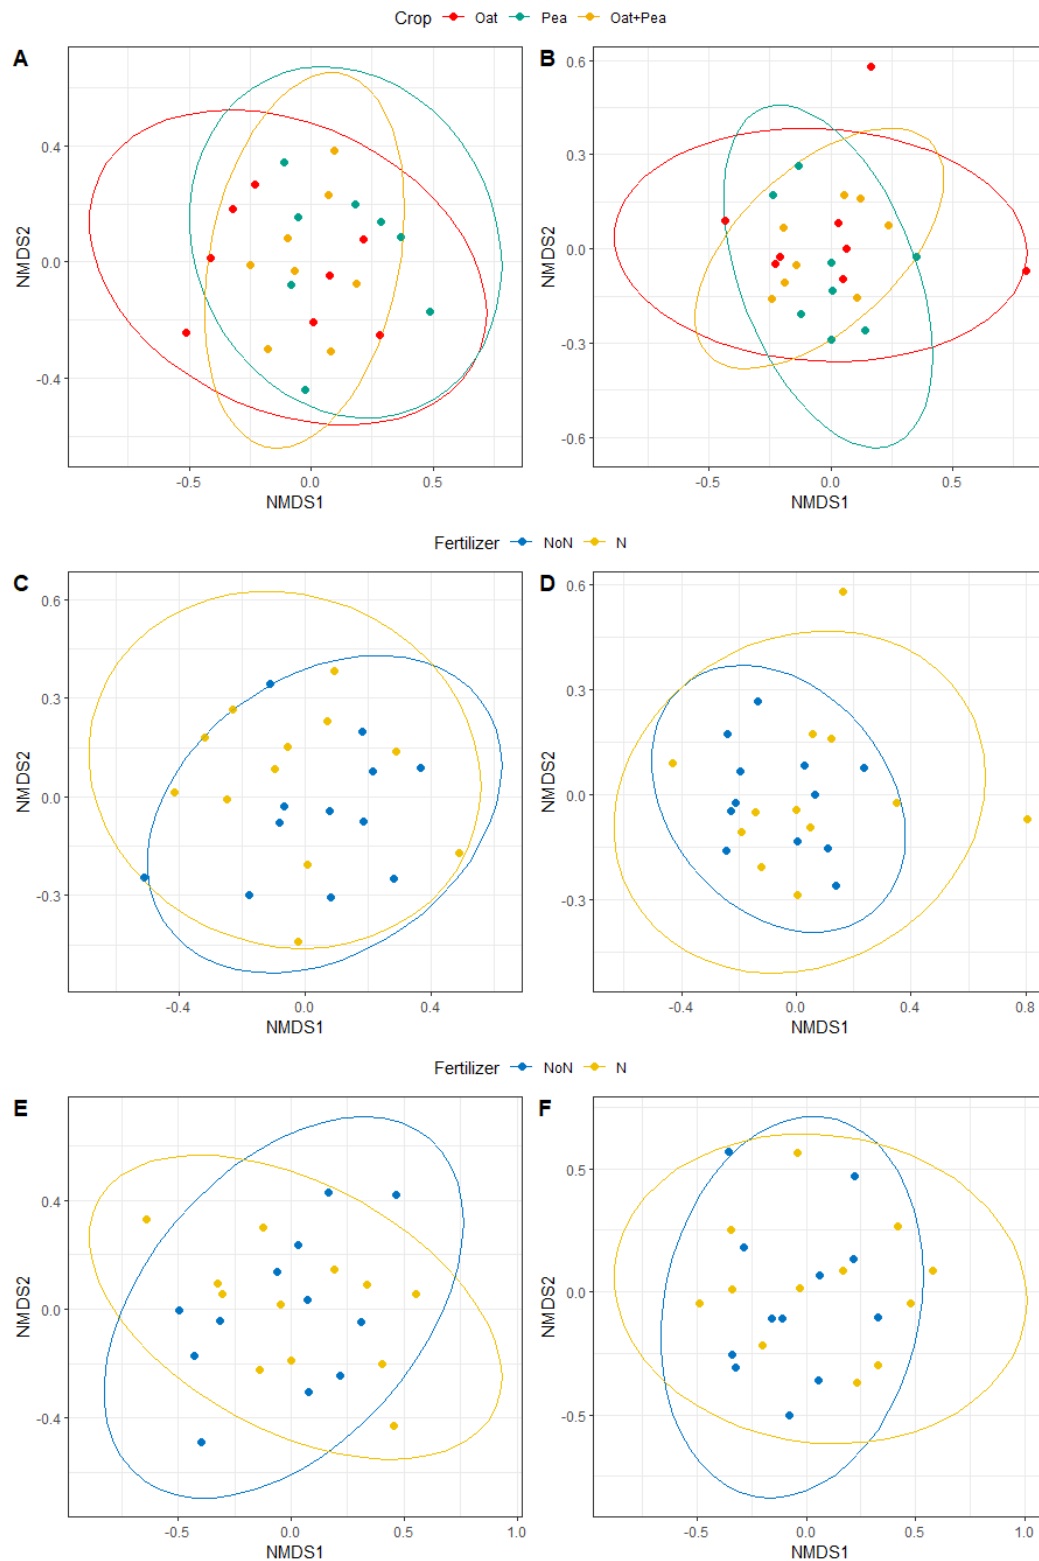 Crop Oat Pea Oat+Pea
A B
0.4
0.0
-0.4
NMDS2
-0.5 0.0 0.5
NMDS1
0.6
0.3
0.0
-0.3
-0.6
NMDS2
-0.5 0.0 0.5
NMDS1
Fertilizer NoN N
C D
0.6
0.3
0.0
-0.3
NMDS2
-0.4 0.0 0.4
NMDS1
0.6
0.3
0.0
-0.3
NMDS2
-0.4 0.0 0.4 0.8
NMDS1
Fertilizer NoN N
E F
0.4
0.0
-0.4
NMDS2
-0.5 0.0 0.5 1.0
NMDS1
0.5
0.0
-0.5
NMDS2
-0.5 0.0 0.5 1.0
NMDS1